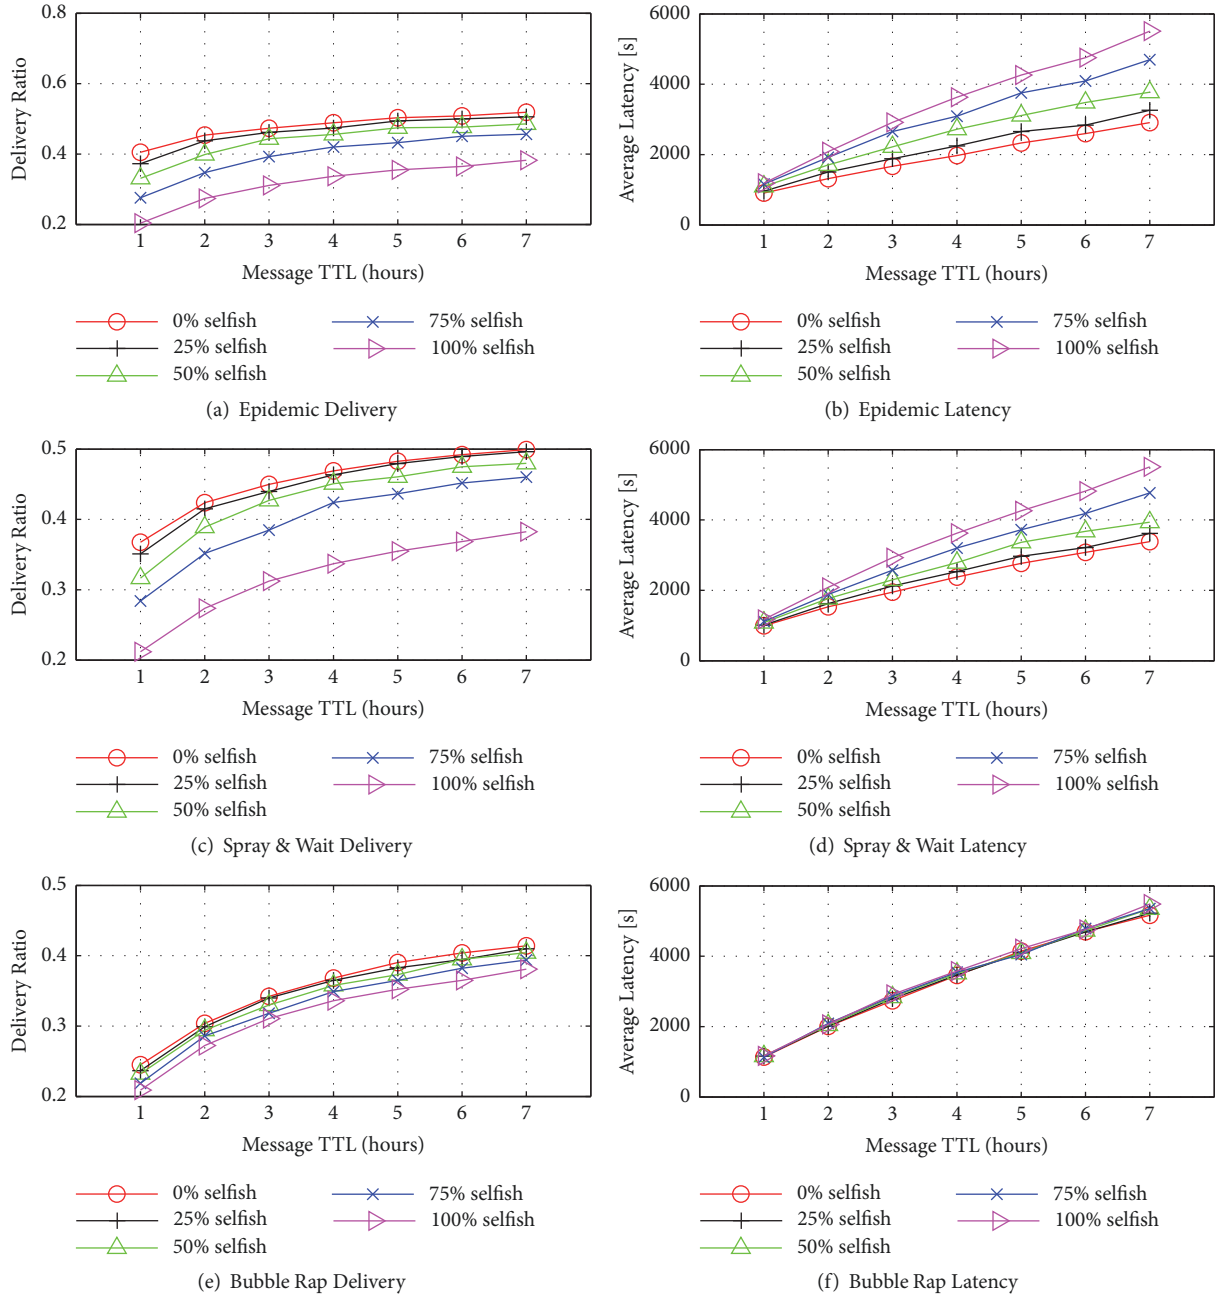 0.8
0.6
0.4
0.2
Delivery Ratio
1 2 3 4 5 6 7
Message TTL (hours)
0% selfish
25% selfish
50% selfish
75% selfish
100% selfish
(a) Epidemic Delivery
6000
4000
2000
0
Average Latency [s]
1 2 3 4 5 6 7
Message TTL (hours)
0% selfish
25% selfish
50% selfish
75% selfish
100% selfish
(b) Epidemic Latency
0.5
0.4
0.3
0.2
Delivery Ratio
1 2 3 4 5 6 7
Message TTL (hours)
0% selfish
25% selfish
50% selfish
75% selfish
100% selfish
(c) Spray & Wait Delivery
6000
4000
2000
0
Average Latency [s]
1 2 3 4 5 6 7
Message TTL (hours)
0% selfish
25% selfish
50% selfish
75% selfish
100% selfish
(d) Spray & Wait Latency
0.5
0.4
0.3
0.2
Delivery Ratio
1 2 3 4 5 6 7
Message TTL (hours)
0% selfish
25% selfish
50% selfish
75% selfish
100% selfish
(e) Bubble Rap Delivery
6000
4000
2000
0
Average Latency [s]
1 2 3 4 5 6 7
Message TTL (hours)
0% selfish
25% selfish
50% selfish
75% selfish
100% selfish
(f) Bubble Rap Latency